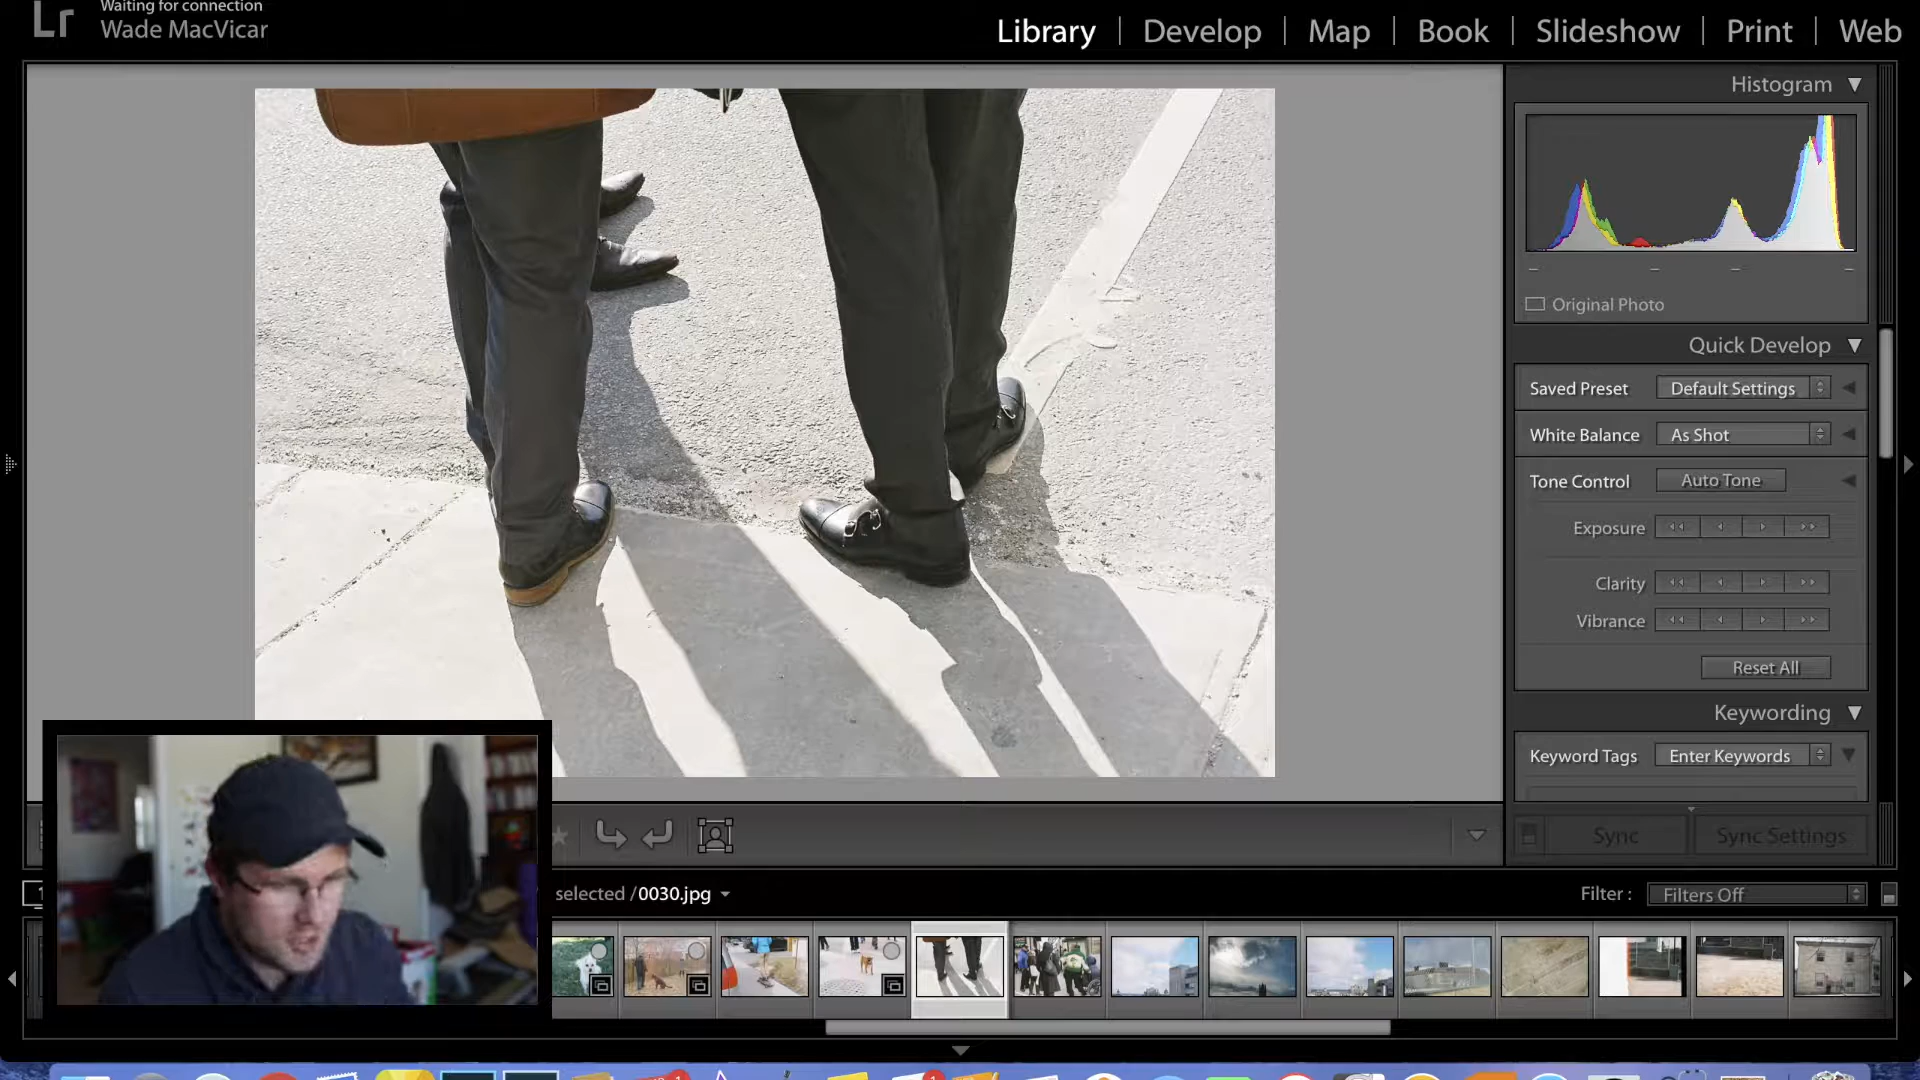 Lr
Waiting for connection
Wade MacVicar
Library | Develop | Map | Book | Slideshow | Print | Web
Histogram
Original Photo
Quick Develop
Saved Preset Default Settings
White Balance As Shot
Tone Control Auto Tone
Exposure
Clarity
Vibrance
Reset All
Keywording
Keyword Tags Enter Keywords
Sync Sync Settings
selected /0030.jpg
Filter : Filters Off